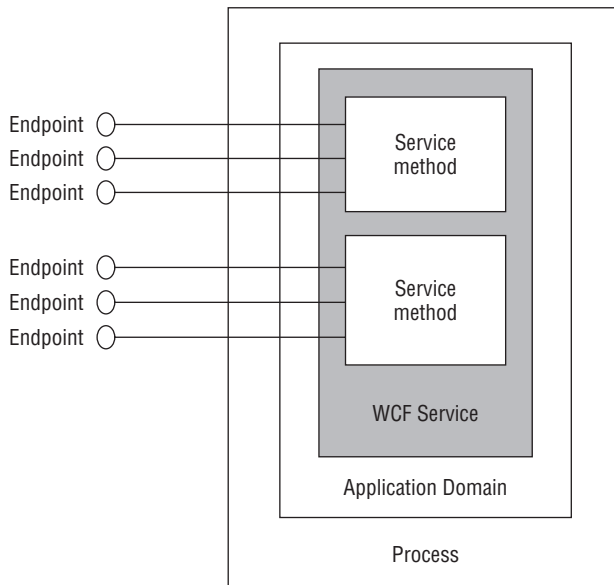 Endpoint
Endpoint
Endpoint
Service
method
Endpoint
Endpoint
Endpoint
Service
method
WCF Service
Application Domain
Process